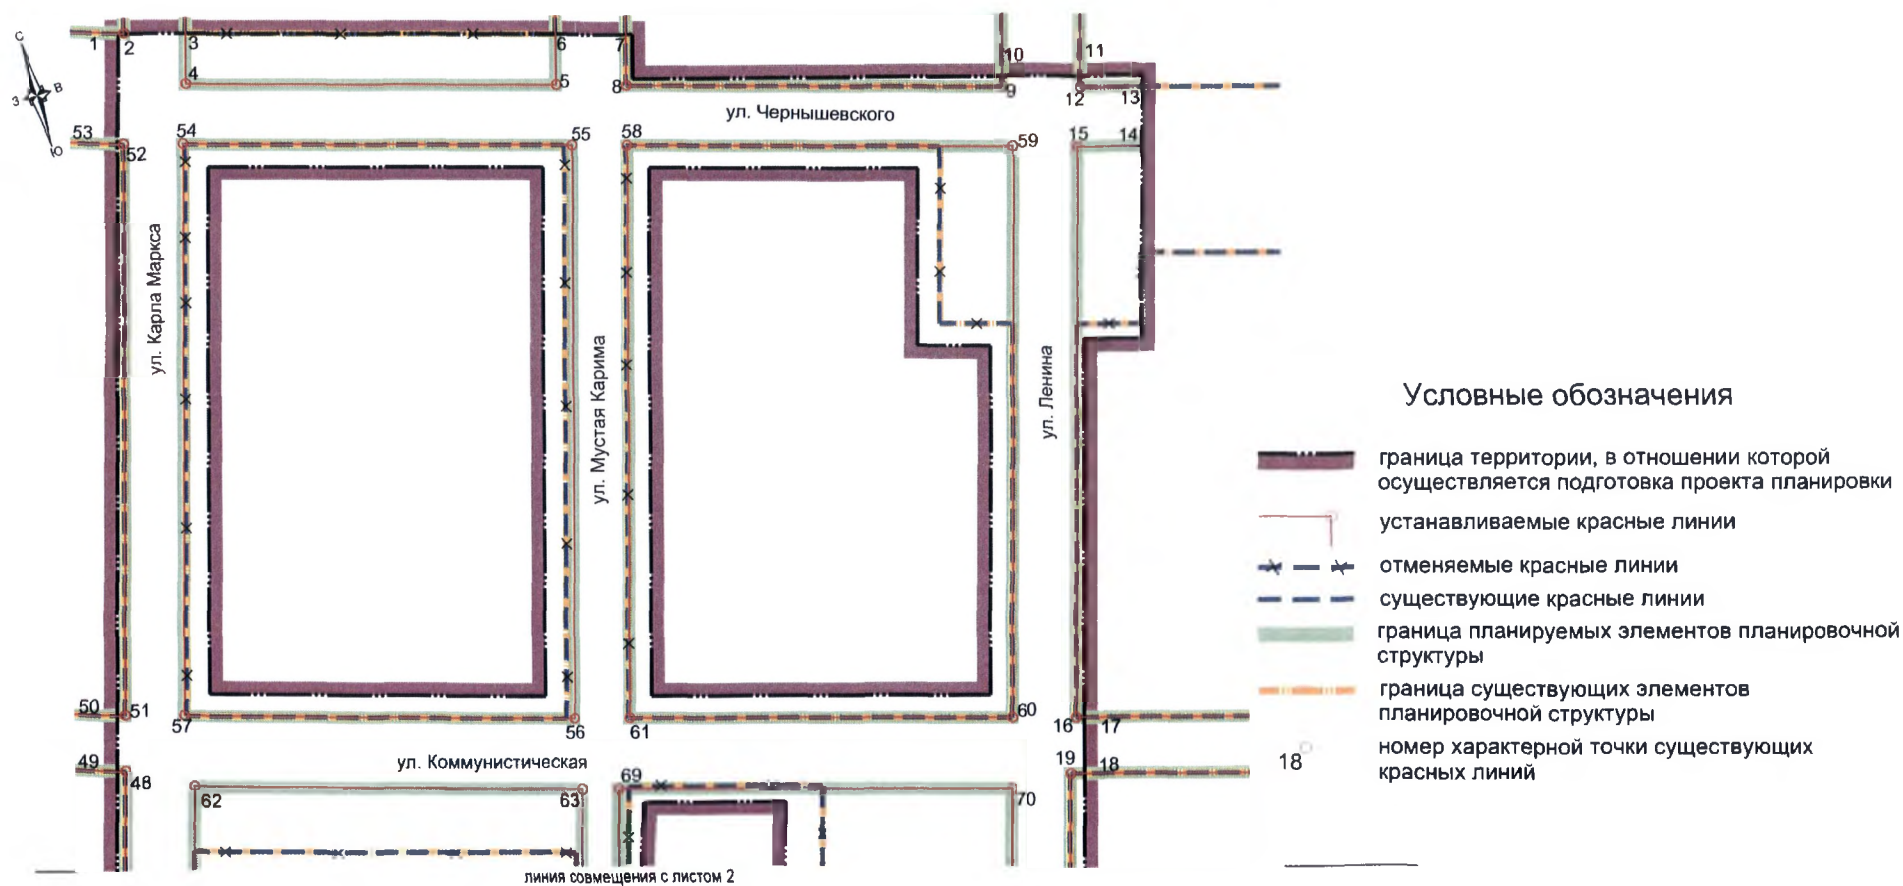 С
В
З
Ю
1 2 3 6 7 10 11
4 5 8 9 12 13
ул. Чернышевского
53 54 55 58 59 15 14
52
ул. Карла Маркса
ул. Мустая Карима
ул. Ленина
50 51 57 56 61 60 16 17
49 48 19 18
ул. Коммунистическая
62 63 69 70
линия совмещения с листом 2
Условные обозначения
граница территории, в отношении которой
осуществляется подготовка проекта планировки
устанавливаемые красные линии
отменяемые красные линии
существующие красные линии
граница планируемых элементов планировочной
структуры
граница существующих элементов
планировочной структуры
18 номер характерной точки существующих
красных линий